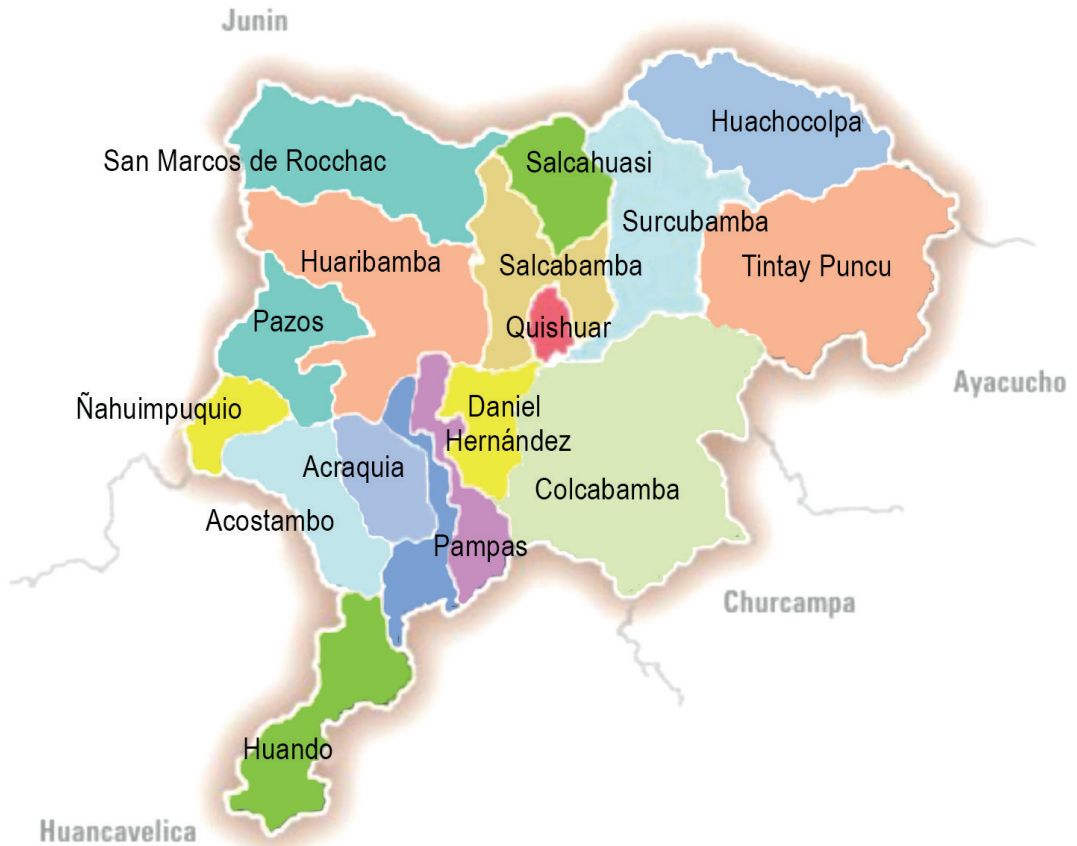 Junin
Huachocolpa
San Marcos de Rocchac
Salcahuasi
Surcubamba
Huaribamba
Salcabamba
Tintay Puncu
Pazos
Quishuar
Ayacucho
Ñahuimpuquio
Daniel
Hernández
Acraquia
Colcabamba
Acostambo
Pampas
Churcampa
Huando
Huancavelica